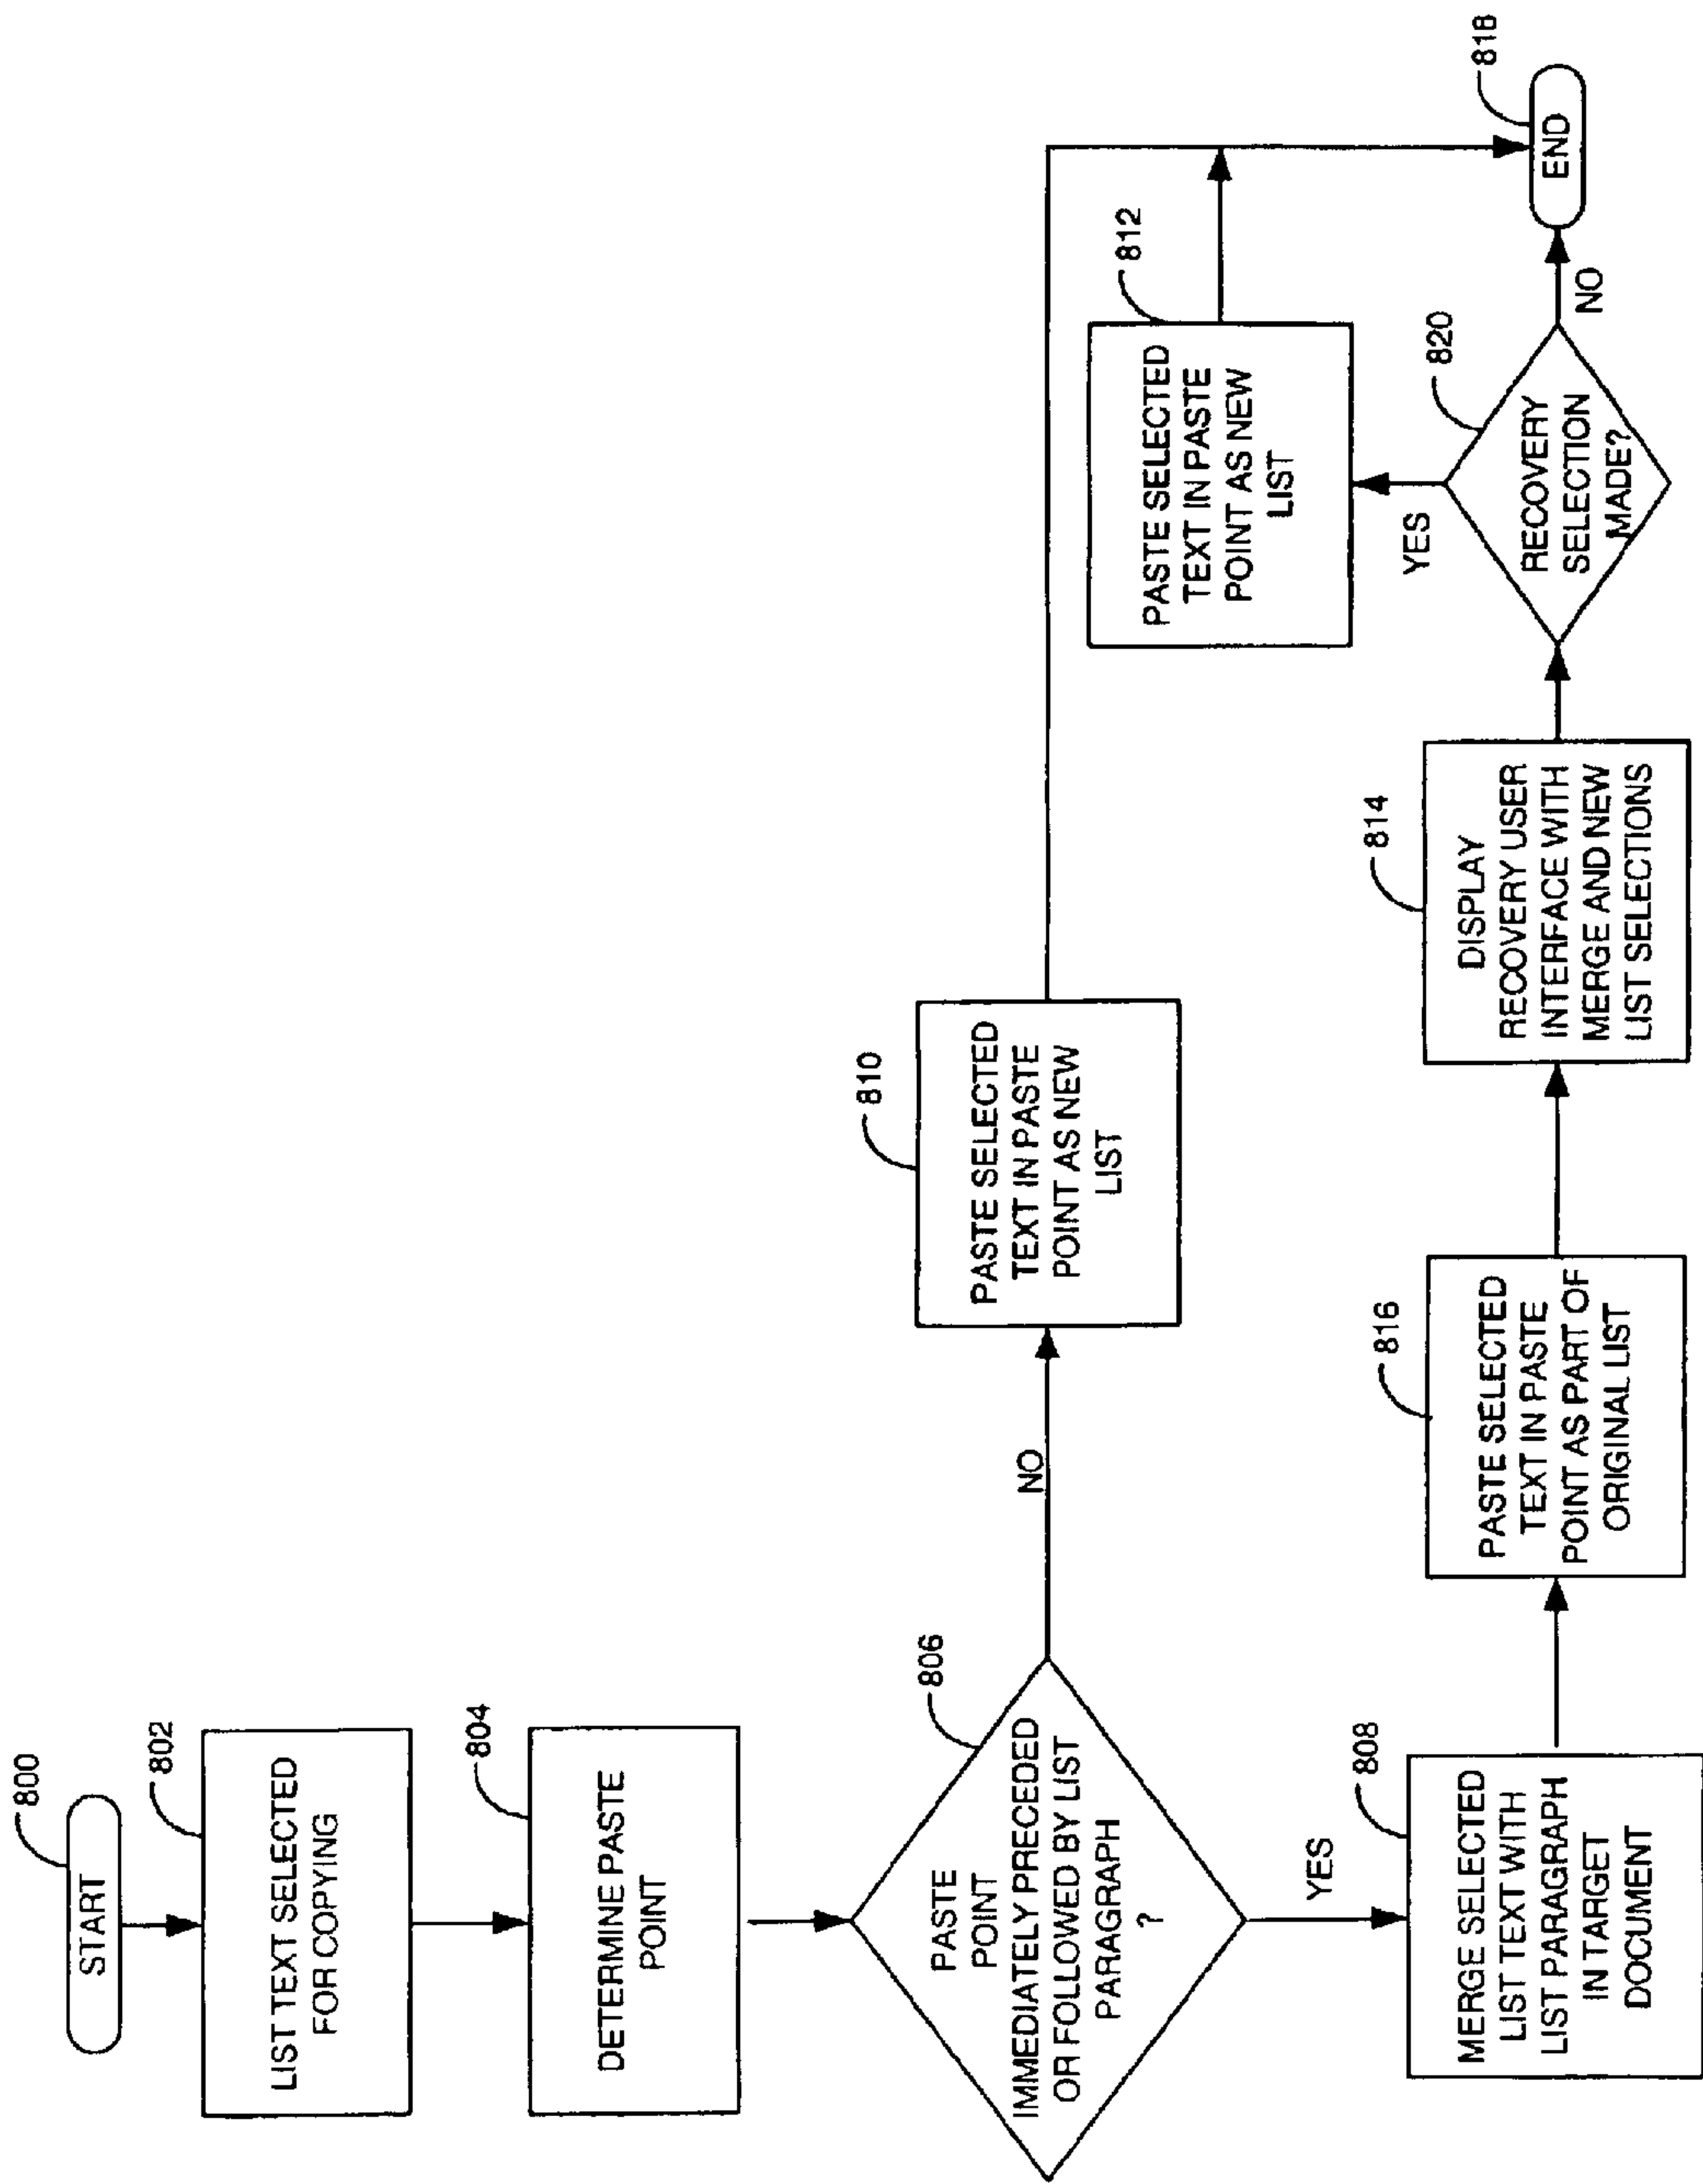 800
START
802
LIST TEXT SELECTED
FOR COPYING
804
DETERMINE PASTE
POINT
806
PASTE
POINT
IMMEDIATELY PRECEDED
OR FOLLOWED BY LIST
PARAGRAPH
?
NO
YES
808
MERGE SELECTED
LIST TEXT WITH
LIST PARAGRAPH
IN TARGET
DOCUMENT
810
PASTE SELECTED
TEXT IN PASTE
POINT AS NEW
LIST
816
PASTE SELECTED
TEXT IN PASTE
POINT AS PART OF
ORIGINAL LIST
814
DISPLAY
RECOVERY USER
INTERFACE WITH
MERGE AND NEW
LIST SELECTIONS
820
RECOVERY
SELECTION
MADE?
YES
NO
812
PASTE SELECTED
TEXT IN PASTE
POINT AS NEW
LIST
818
END